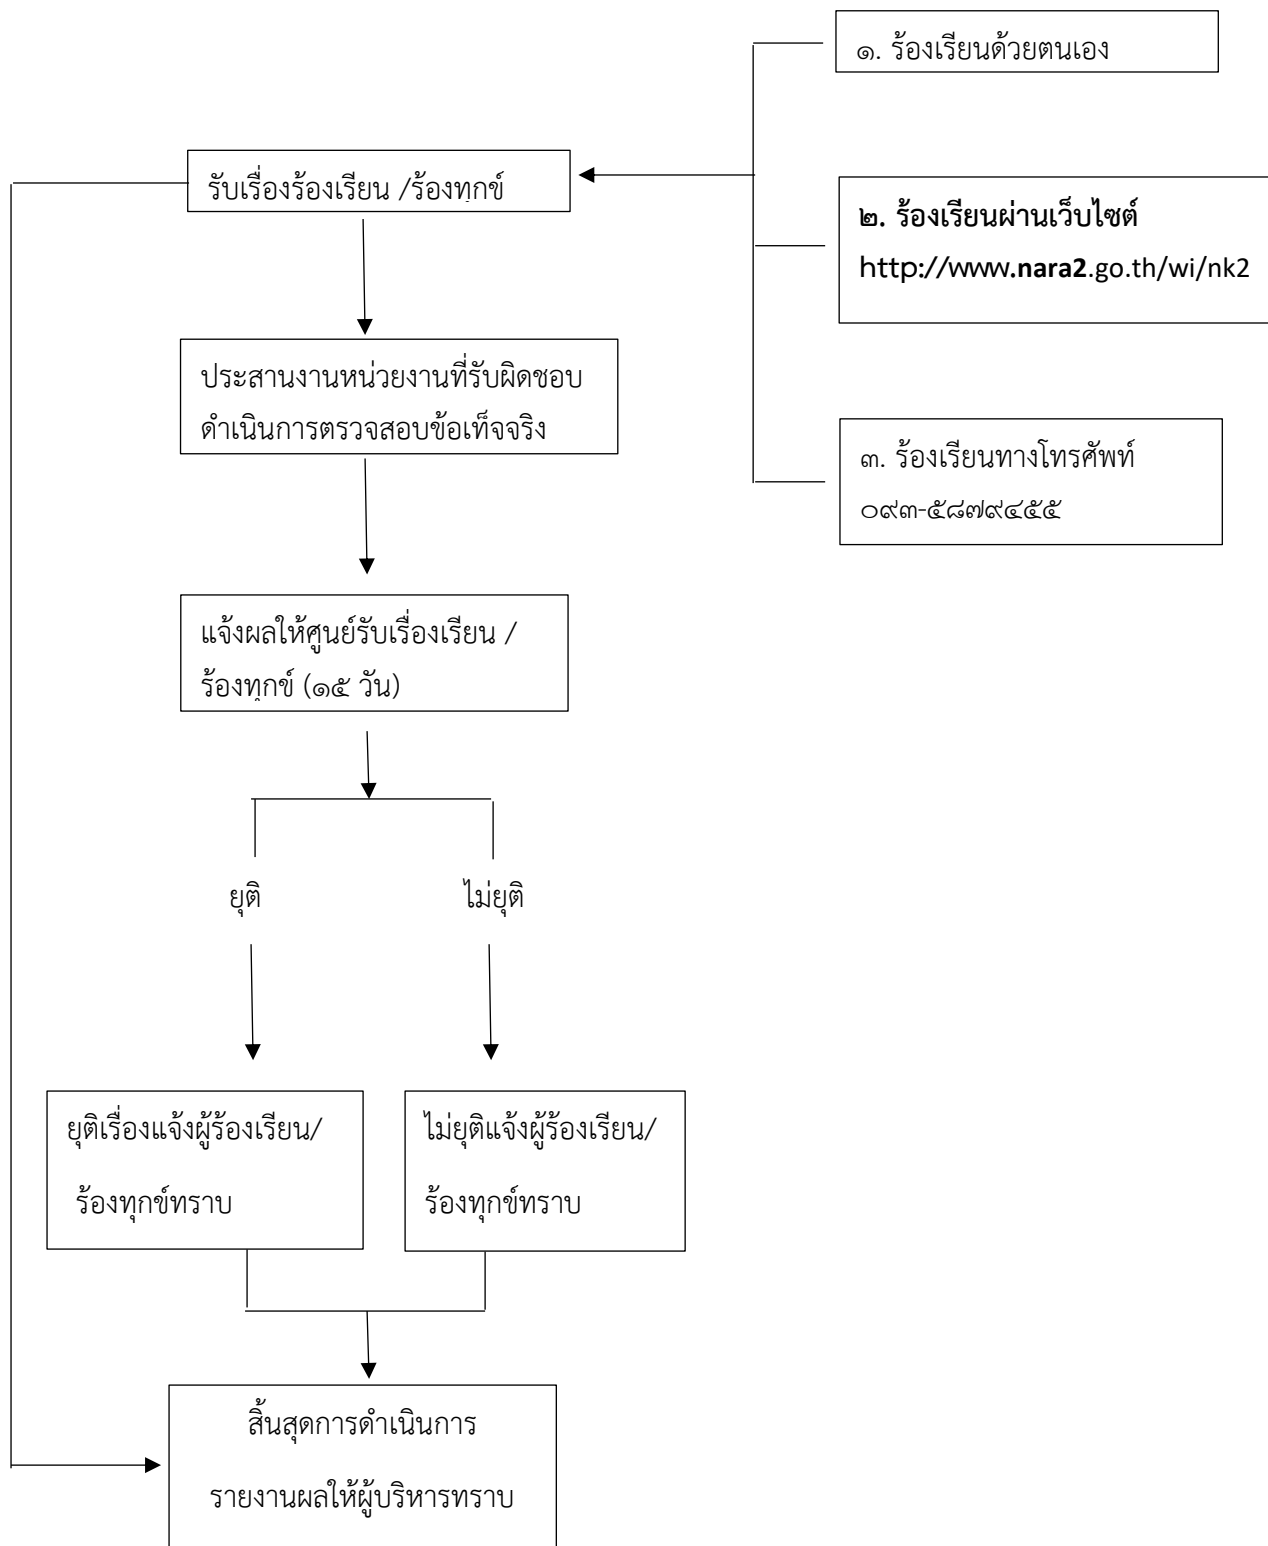 ๑. ร้องเรียนด้วยตนเอง
รับเรื่องร้องเรียน /ร้องทุกข์
๒. ร้องเรียนผ่านเว็บไซต์
http://www.nara2.go.th/wi/nk2
ประสานงานหน่วยงานที่รับผิดชอบ
ดำเนินการตรวจสอบข้อเท็จจริง
๓. ร้องเรียนทางโทรศัพท์
๐๙๓-๕๘๗๙๔๕๕
แจ้งผลให้ศูนย์รับเรื่องเรียน /
ร้องทุกข์ (๑๕ วัน)
ยุติ
ไม่ยุติ
ยุติเรื่องแจ้งผู้ร้องเรียน/
ร้องทุกข์ทราบ
ไม่ยุติแจ้งผู้ร้องเรียน/
ร้องทุกข์ทราบ
สิ้นสุดการดำเนินการ
รายงานผลให้ผู้บริหารทราบ